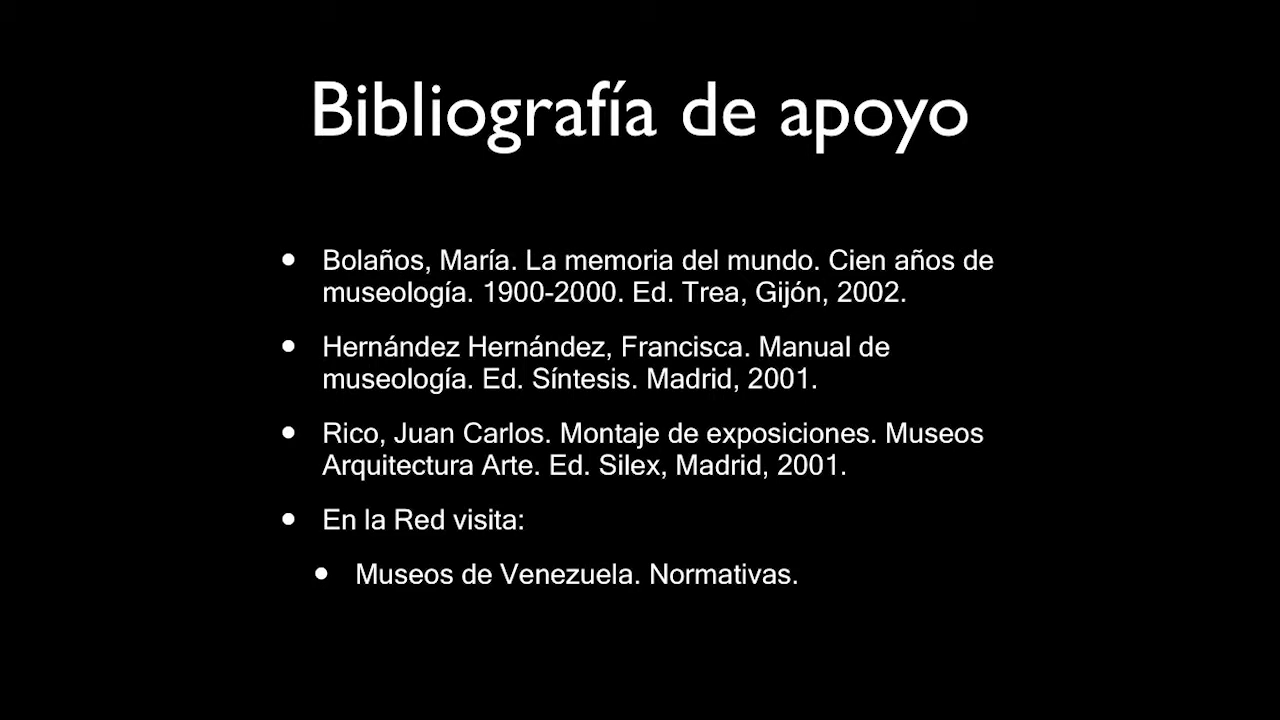 Bibliografía de apoyo
• Bolaños, María. La memoria del mundo. Cien años de
museología. 1900-2000. Ed. Trea, Gijón, 2002.
• Hernández Hernández, Francisca. Manual de
museología. Ed. Síntesis. Madrid, 2001.
• Rico, Juan Carlos. Montaje de exposiciones. Museos
Arquitectura Arte. Ed. Silex, Madrid, 2001.
• En la Red visita:
• Museos de Venezuela. Normativas.